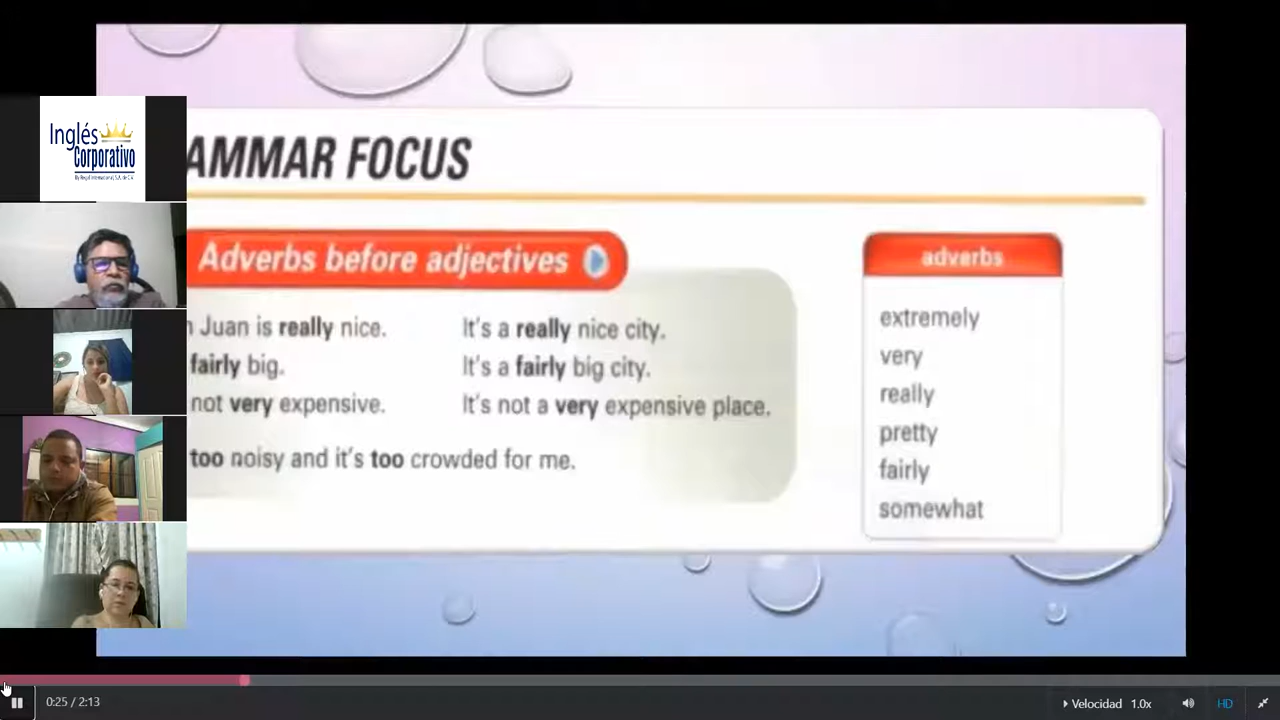 Inglés
Corporativo
AMMAR FOCUS
Adverbs before adjectives
adverbs
Juan is really nice.
It's a really nice city.
fairly big.
It's a fairly big city.
not very expensive.
It's not a very expensive place.
too noisy and it's too crowded for me.
extremely
very
really
pretty
fairly
somewhat
0:25 / 2:13
Velocidad 1.0x
HD